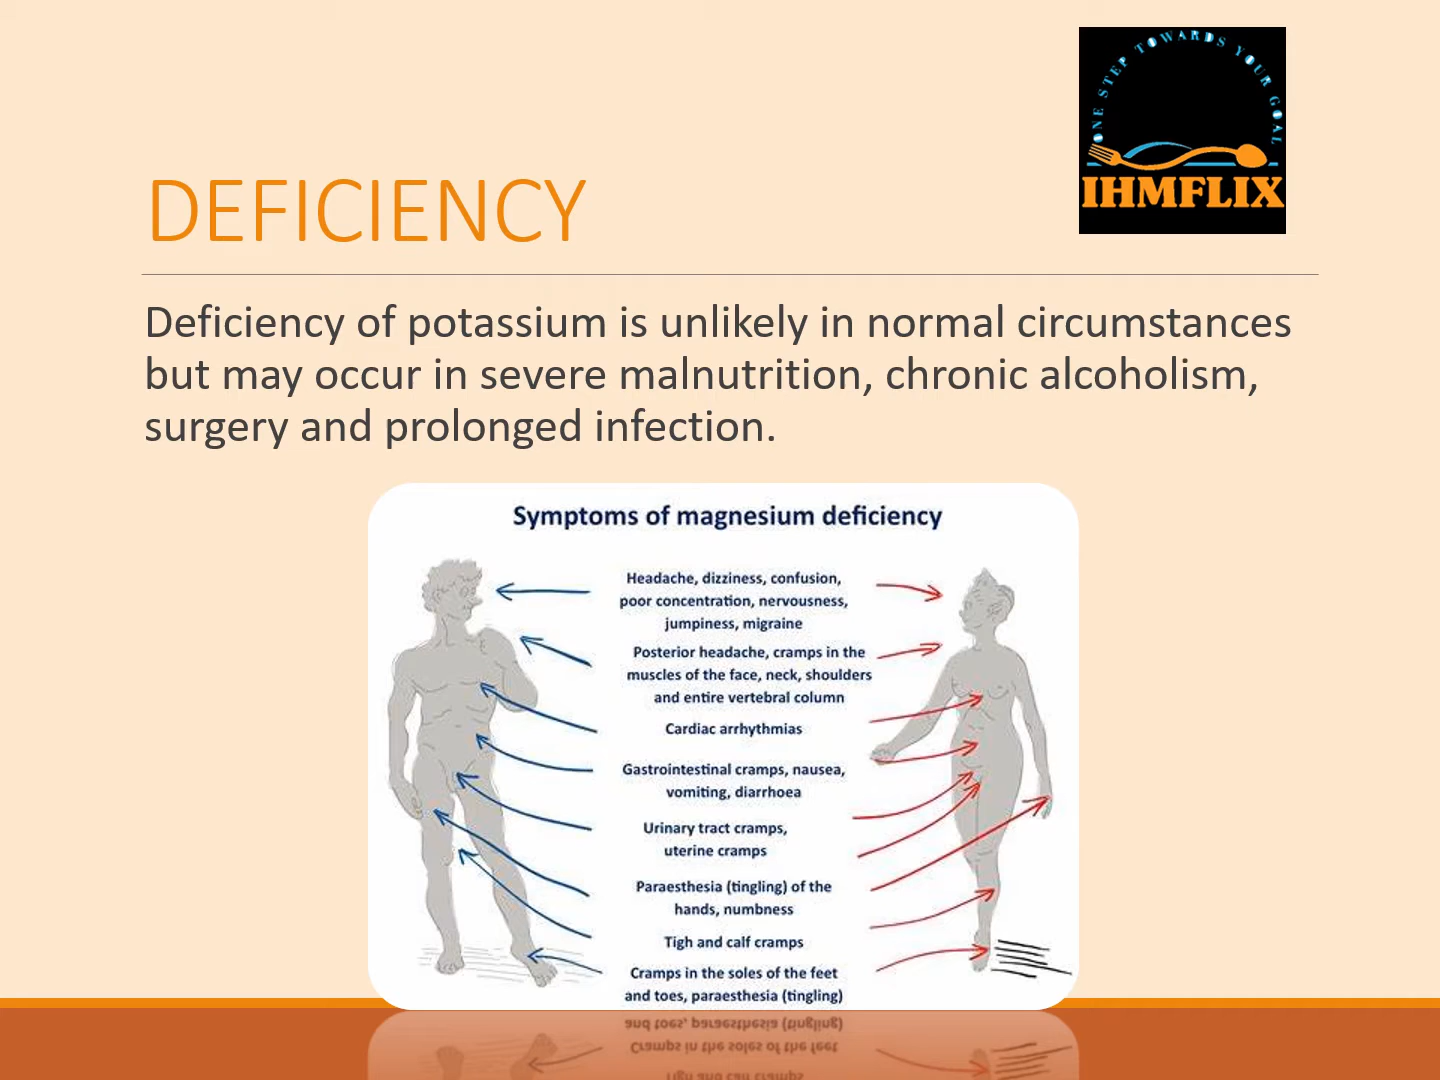 ONE STEP TOWARDS YOUR GOAL
IHMFLIX
DEFICIENCY
Deficiency of potassium is unlikely in normal circumstances
but may occur in severe malnutrition, chronic alcoholism,
surgery and prolonged infection.
Symptoms of magnesium deficiency
Headache, dizziness, confusion,
poor concentration, nervousness,
jumpiness, migraine
Posterior headache, cramps in the
muscles of the face, neck, shoulders
and entire vertebral column
Cardiac arrhythmias
Gastrointestinal cramps, nausea,
vomiting, diarrhoea
Urinary tract cramps,
uterine cramps
Paraesthesia (tingling) of the
hands, numbness
Tigh and calf cramps
Cramps in the soles of the feet
and toes, paraesthesia (tingling)